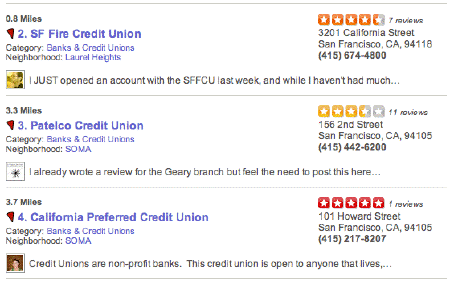 0.8 Miles
2. SF Fire Credit Union
Category: Banks & Credit Unions
Neighborhood: Laurel Heights
7 reviews
3201 California Street
San Francisco, CA, 94118
(415) 674-4800
I JUST opened an account with the SFFCU last week, and while I haven't had much…
3.3 Miles
3. Patelco Credit Union
Category: Banks & Credit Unions
Neighborhood: SOMA
11 reviews
156 2nd Street
San Francisco, CA, 94105
(415) 442-6200
I already wrote a review for the Geary branch but feel the need to post this here…
3.7 Miles
4. California Preferred Credit Union
Category: Banks & Credit Unions
Neighborhood: SOMA
1 reviews
101 Howard Street
San Francisco, CA, 94105
(415) 217-8207
Credit Unions are non-profit banks. This credit union is open to anyone that lives,…